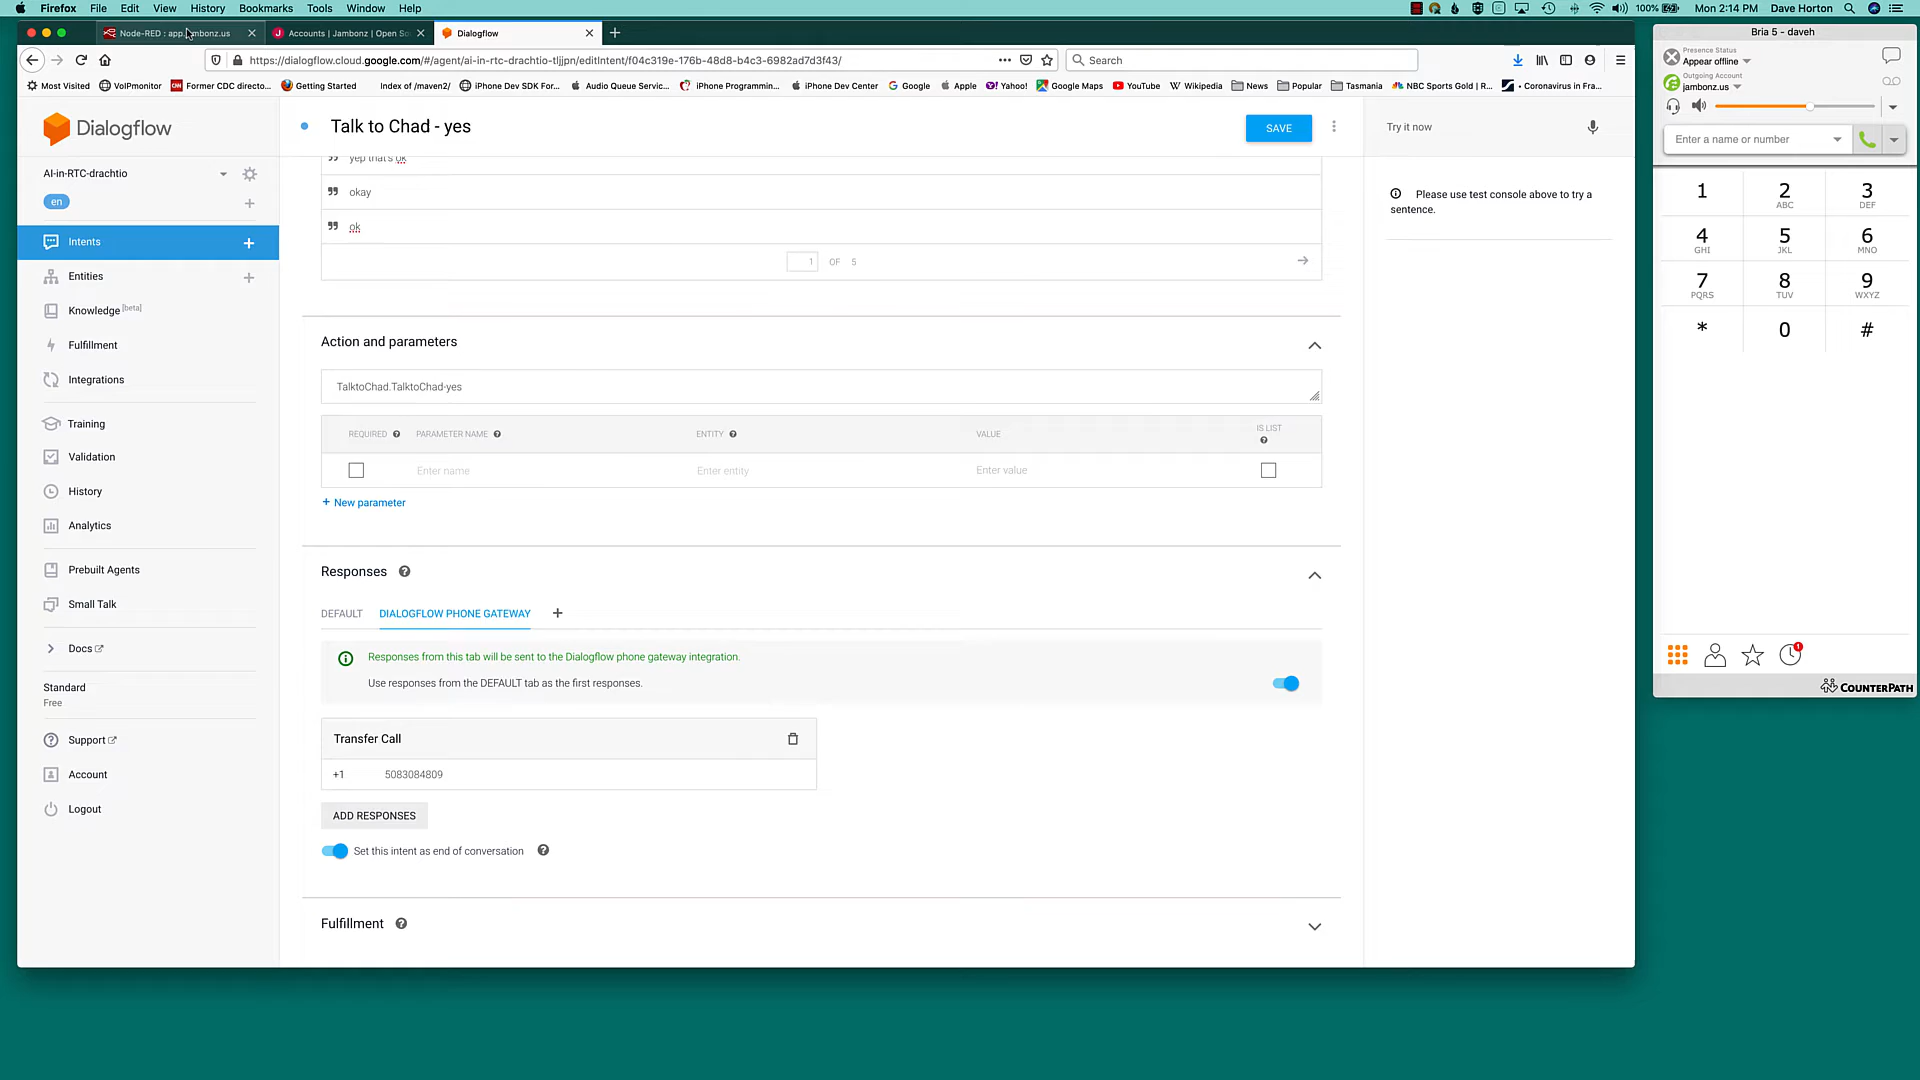 Firefox File Edit View History Bookmarks Tools Window Help
100% Mon 2:14 PM Dave Horton
Node-RED : app.jambonz.us
Accounts | Jambonz | Open So
Dialogflow
https://dialogflow.cloud.google.com/#/agent/ai-in-rtc-drachtio-tljjpn/editIntent/f04c319e-176b-48d8-b4c3-6982ad7d3f43/
Search
Most Visited VoIPmonitor Former CDC directo... Getting Started Index of /maven2/ iPhone Dev SDK For... Audio Queue Servic... iPhone Programmin... iPhone Dev Center Google Apple Yahoo! Google Maps YouTube Wikipedia News Popular Tasmania NBC Sports Gold | R... • Coronavirus in Fra...
Dialogflow
AI-in-RTC-drachtio
en
Intents
Entities
Knowledge [beta]
Fulfillment
Integrations
Training
Validation
History
Analytics
Prebuilt Agents
Small Talk
Docs
Standard
Free
Support
Account
Logout
Talk to Chad - yes
SAVE
yep that's ok
okay
ok
1 OF 5
Action and parameters
TalktoChad.TalktoChad-yes
REQUIRED PARAMETER NAME ENTITY VALUE IS LIST
Enter name Enter entity Enter value
+ New parameter
Responses
DEFAULT DIALOGFLOW PHONE GATEWAY +
Responses from this tab will be sent to the Dialogflow phone gateway integration.
Use responses from the DEFAULT tab as the first responses.
Transfer Call
+1 5083084809
ADD RESPONSES
Set this intent as end of conversation
Fulfillment
Try it now
Please use test console above to try a
sentence.
Bria 5 - daveh
Presence Status
Appear offline
Outgoing Account
jambonz.us
Enter a name or number
1 2 3
ABC DEF
4 5 6
GHI JKL MNO
7 8 9
PQRS TUV WXYZ
* 0 #
1
COUNTERPATH